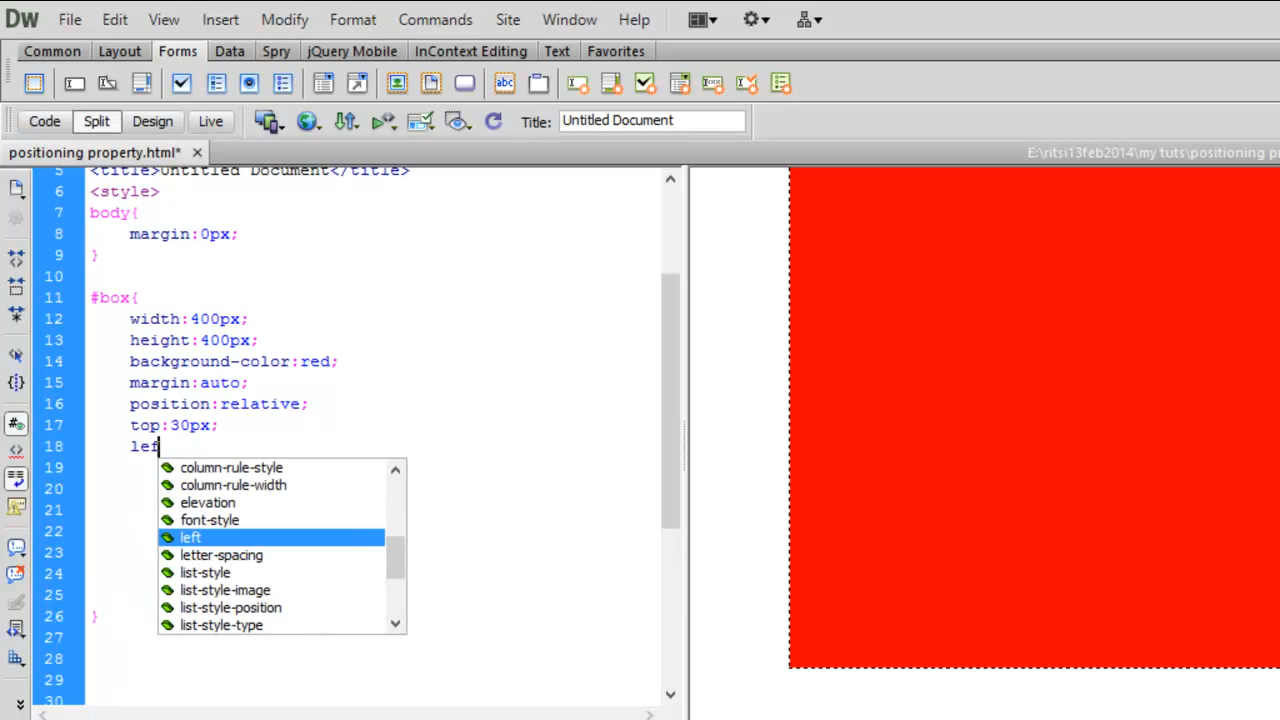 Dw File Edit View Insert Modify Format Commands Site Window Help
Common Layout Forms Data Spry jQuery Mobile InContext Editing Text Favorites
abc
Code Split Design Live Title: Untitled Document
positioning property.html* × E:\ritsi13feb2014\my tuts\positioning pr
5 <title>Untitled Document</title>
6 <style>
7 body{
8 margin:0px;
9 }
10
11 #box{
12 width:400px;
13 height:400px;
14 background-color:red;
15 margin:auto;
16 position:relative;
17 top:30px;
18 lef
19 column-rule-style
20 column-rule-width
21 elevation
font-style
22 left
23 letter-spacing
24 list-style
25 list-style-image
26 } list-style-position
27 list-style-type
28
29
30